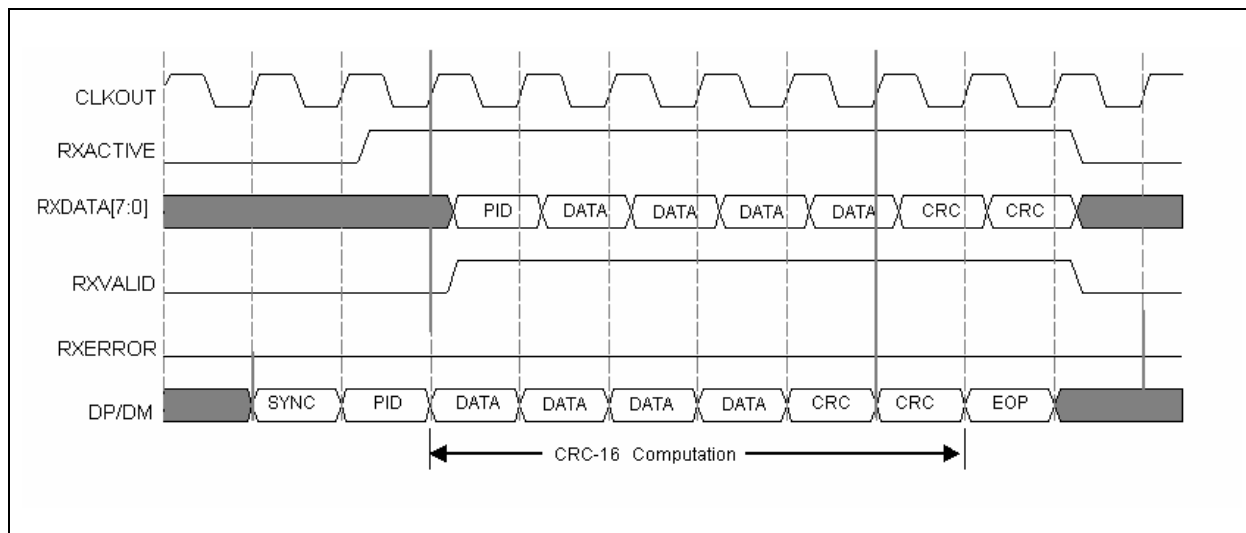 CLKOUT
RXACTIVE
RXDATA[7:0]
PID DATA DATA DATA DATA CRC CRC
RXVALID
RXERROR
DP/DM
SYNC PID DATA DATA DATA DATA CRC CRC EOP
CRC-16 Computation